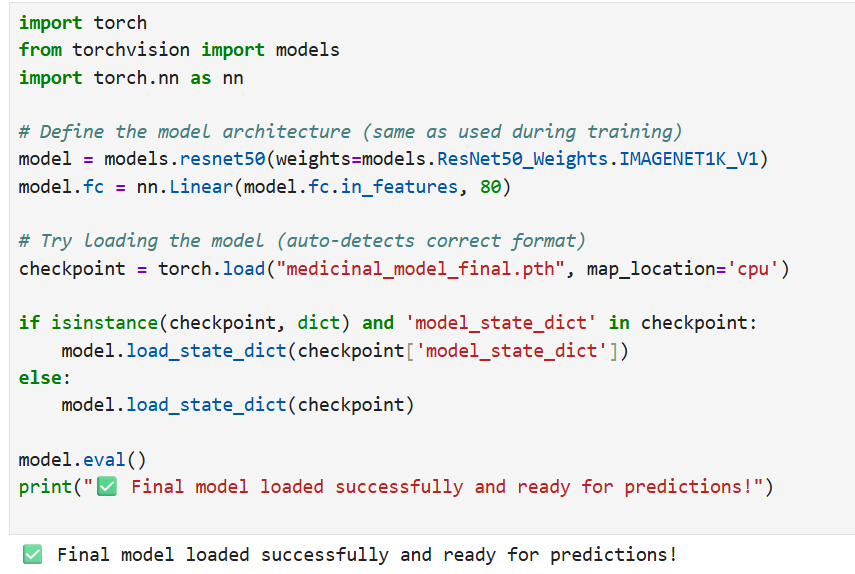 import torch
from torchvision import models
import torch.nn as nn

# Define the model architecture (same as used during training)
model = models.resnet50(weights=models.ResNet50_Weights.IMAGENET1K_V1)
model.fc = nn.Linear(model.fc.in_features, 80)

# Try loading the model (auto-detects correct format)
checkpoint = torch.load("medicinal_model_final.pth", map_location='cpu')

if isinstance(checkpoint, dict) and 'model_state_dict' in checkpoint:
    model.load_state_dict(checkpoint['model_state_dict'])
else:
    model.load_state_dict(checkpoint)

model.eval()
print("✅ Final model loaded successfully and ready for predictions!")

✅ Final model loaded successfully and ready for predictions!